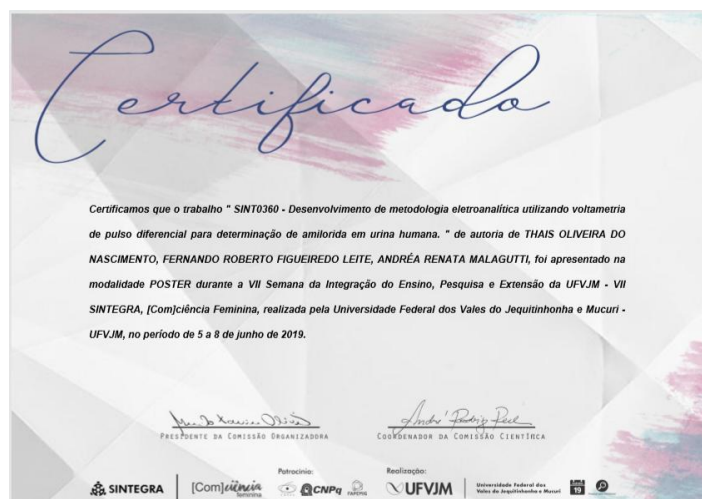 Certificado
Certificamos que o trabalho " SINT0360 - Desenvolvimento de metodologia eletroanalítica utilizando voltametria
de pulso diferencial para determinação de amilorida em urina humana. " de autoria de THAIS OLIVEIRA DO
NASCIMENTO, FERNANDO ROBERTO FIGUEIREDO LEITE, ANDRÉA RENATA MALAGUTTI, foi apresentado na
modalidade POSTER durante a VII Semana da Integração do Ensino, Pesquisa e Extensão da UFVJM - VII
SINTEGRA, [Com]ciência Feminina, realizada pela Universidade Federal dos Vales do Jequitinhonha e Mucuri -
UFVJM, no período de 5 a 8 de junho de 2019.
PRESIDENTE DA COMISSÃO ORGANIZADORA
COORDENADOR DA COMISSÃO CIENTÍFICA
Patrocínio:
Realização:
SINTEGRA
[Com]ciência
feminina
CNPq
FAPEMIG
UFVJM
Universidade Federal dos
Vales do Jequitinhonha e Mucuri
19